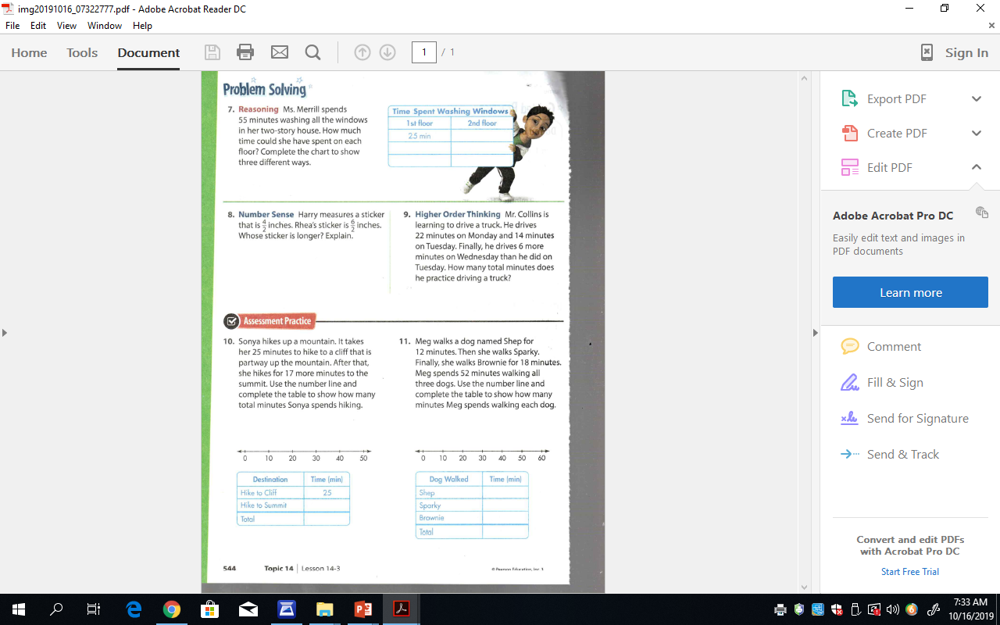 img20191016_07322777.pdf - Adobe Acrobat Reader DC
File Edit View Window Help
Home Tools Document 1 / 1 Sign In
Problem Solving
7. Reasoning Ms. Merrill spends
55 minutes washing all the windows
in her two-story house. How much
time could she have spent on each
floor? Complete the chart to show
three different ways.
Time Spent Washing Windows
1st floor 2nd floor
25 min
8. Number Sense Harry measures a sticker
that is 4/2 inches. Rhea's sticker is 6/2 inches.
Whose sticker is longer? Explain.
9. Higher Order Thinking Mr. Collins is
learning to drive a truck. He drives
22 minutes on Monday and 14 minutes
on Tuesday. Finally, he drives 6 more
minutes on Wednesday than he did on
Tuesday. How many total minutes does
he practice driving a truck?
Assessment Practice
10. Sonya hikes up a mountain. It takes
her 25 minutes to hike to a cliff that is
partway up the mountain. After that,
she hikes for 17 more minutes to the
summit. Use the number line and
complete the table to show how many
total minutes Sonya spends hiking.
0 10 20 30 40 50
Destination Time (min)
Hike to Cliff 25
Hike to Summit
Total
11. Meg walks a dog named Shep for
12 minutes. Then she walks Sparky.
Finally, she walks Brownie for 18 minutes.
Meg spends 52 minutes walking all
three dogs. Use the number line and
complete the table to show how many
minutes Meg spends walking each dog.
0 10 20 30 40 50 60
Dog Walked Time (min)
Shep
Sparky
Brownie
Total
544 Topic 14 | Lesson 14-3
© Pearson Education, Inc. 3
Export PDF
Create PDF
Edit PDF
Adobe Acrobat Pro DC
Easily edit text and images in
PDF documents
Learn more
Comment
Fill & Sign
Send for Signature
Send & Track
Convert and edit PDFs
with Acrobat Pro DC
Start Free Trial
7:33 AM
10/16/2019